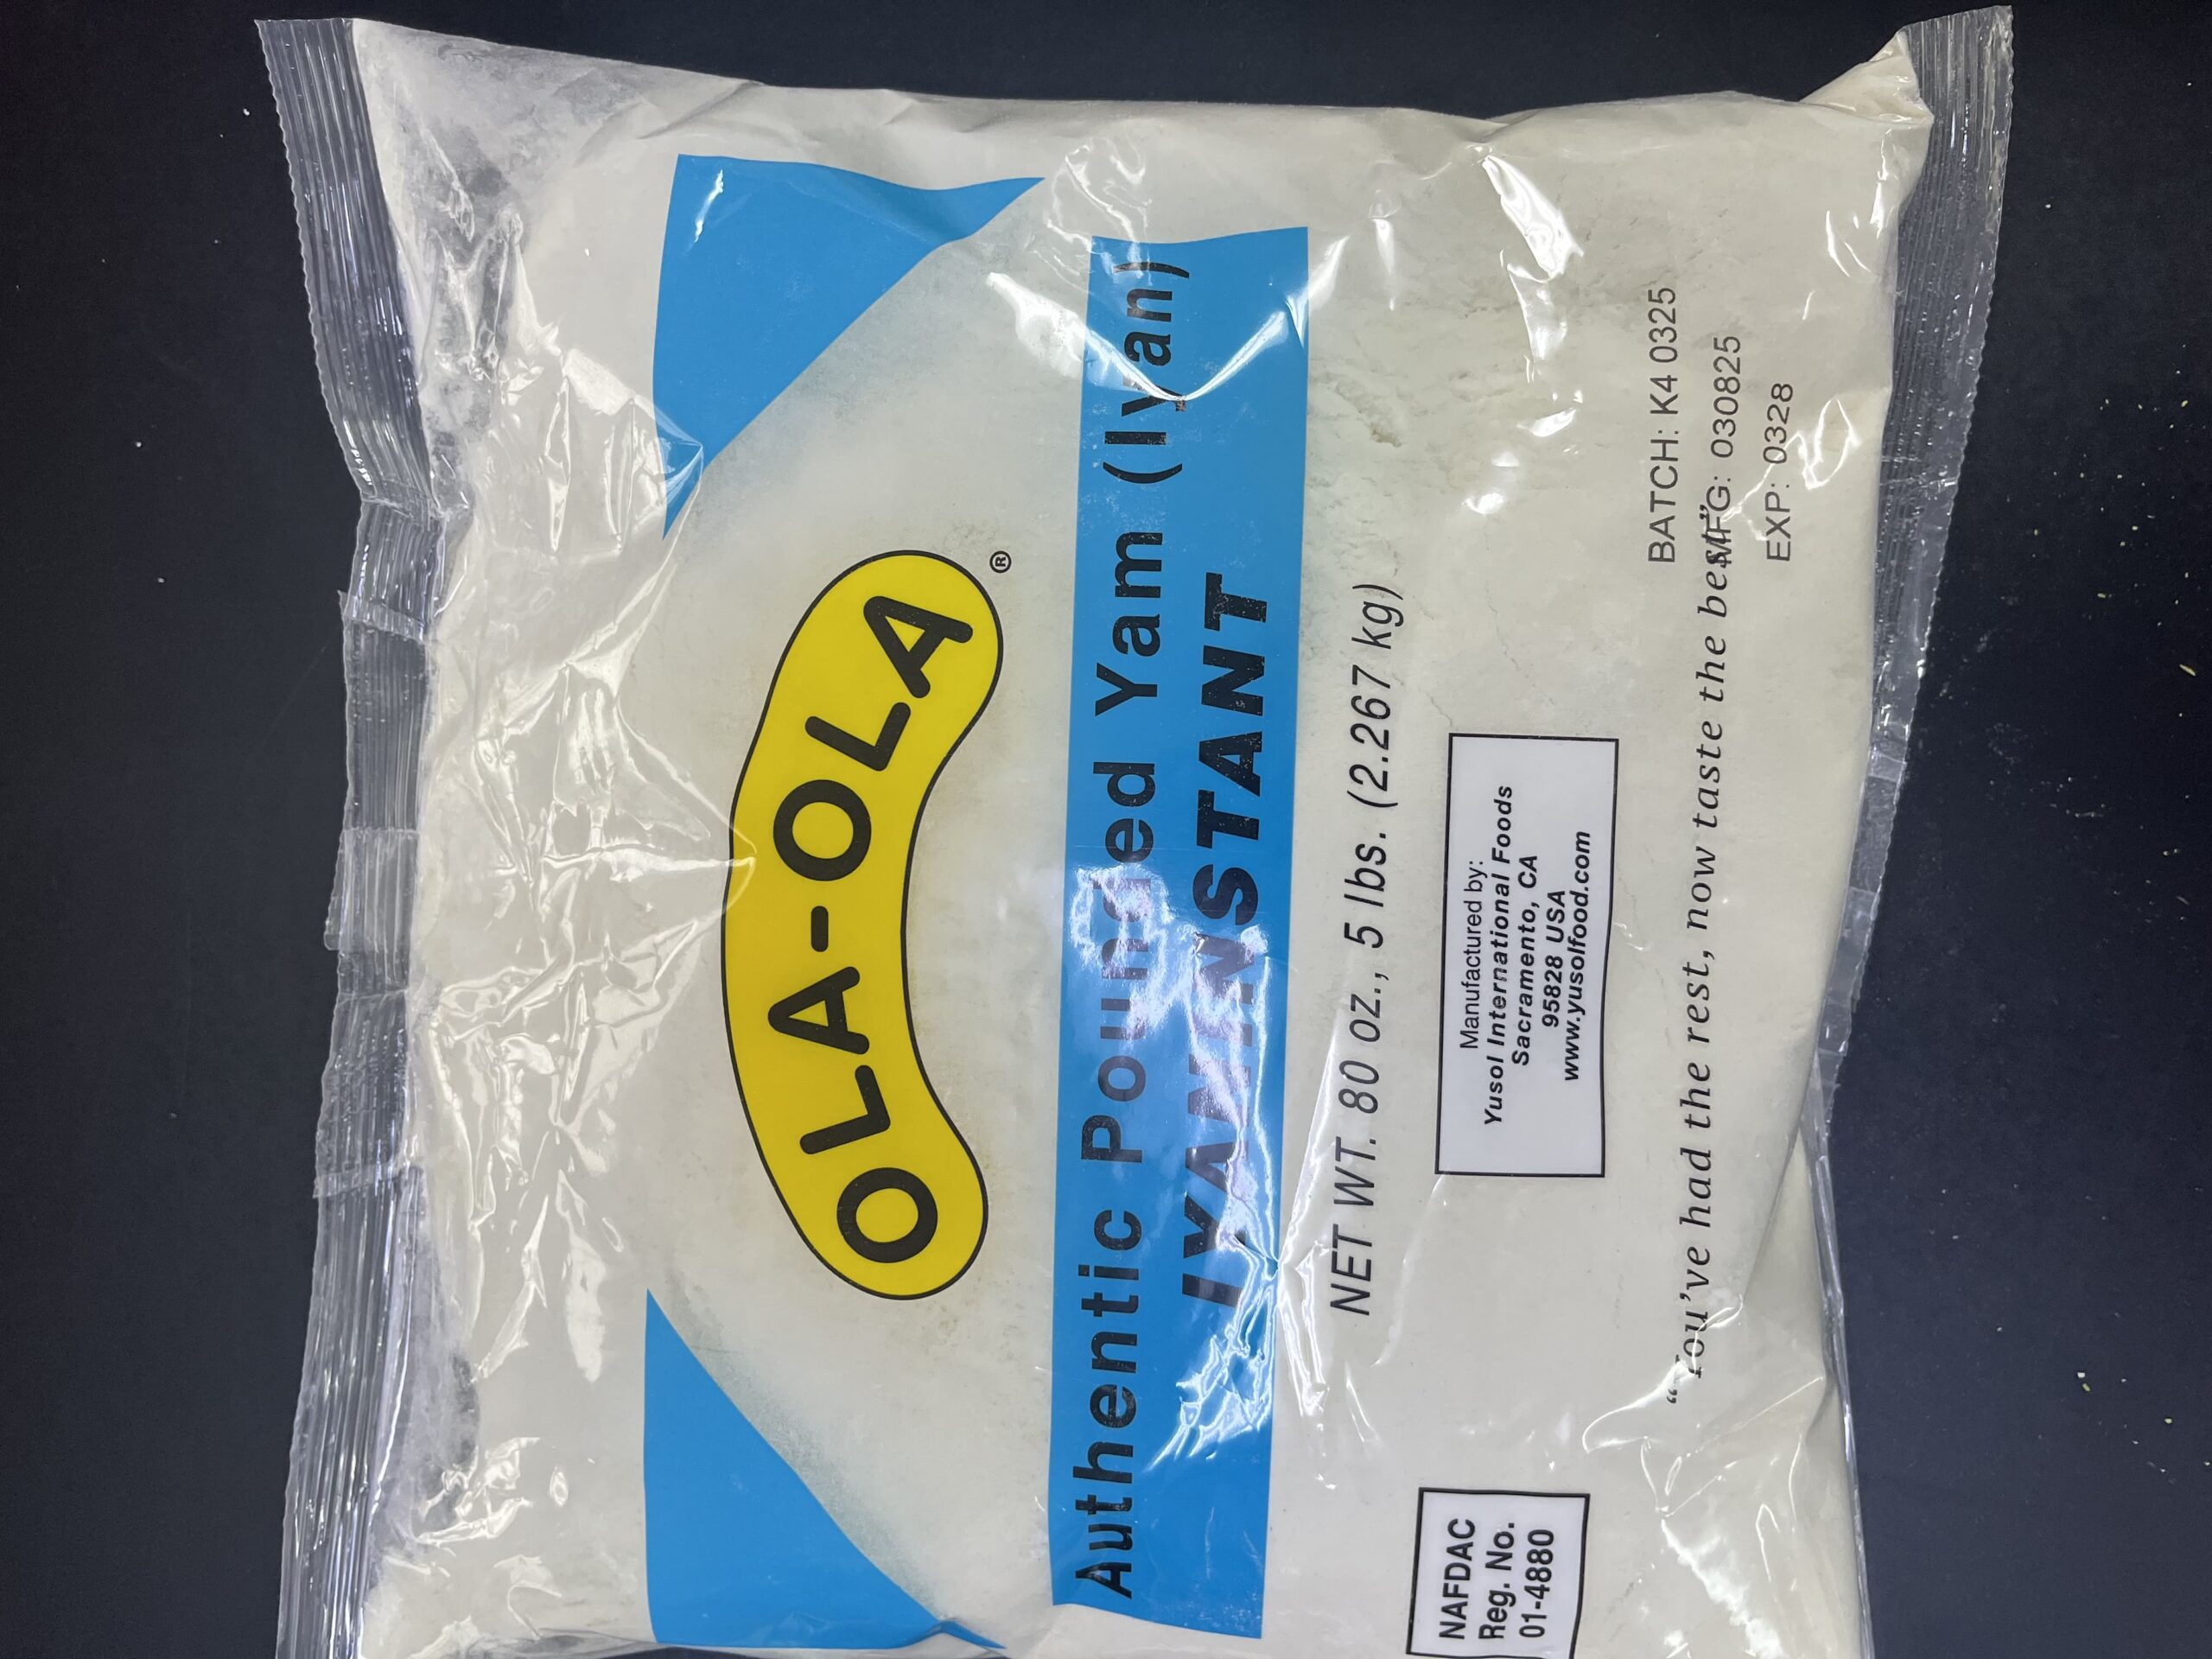 OLA-OLA
®
Authentic Pounded Yam (Iyan)
IYAN INSTANT
NET WT. 80 oz., 5 lbs. (2.267 kg)
NAFDAC
Reg. No.
01-4880
Manufactured by:
Yusol International Foods
Sacramento, CA
95828 USA
www.yusolfood.com
BATCH: K4 0325
MFG: 030825
EXP: 0328
“You’ve had the rest, now taste the best”